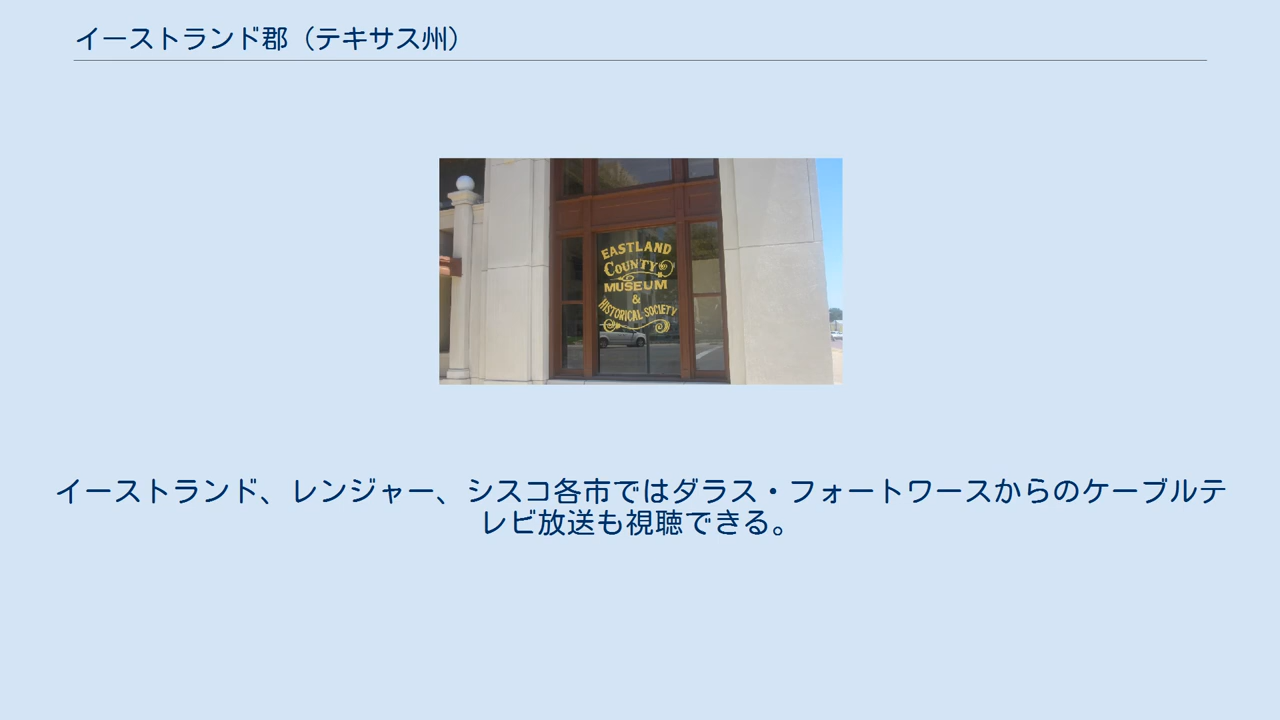 イーストランド郡（テキサス州）
EASTLAND
COUNTY
MUSEUM
&
HISTORICAL SOCIETY
イーストランド、レンジャー、シスコ各市ではダラス・フォートワースからのケーブルテ
レビ放送も視聴できる。